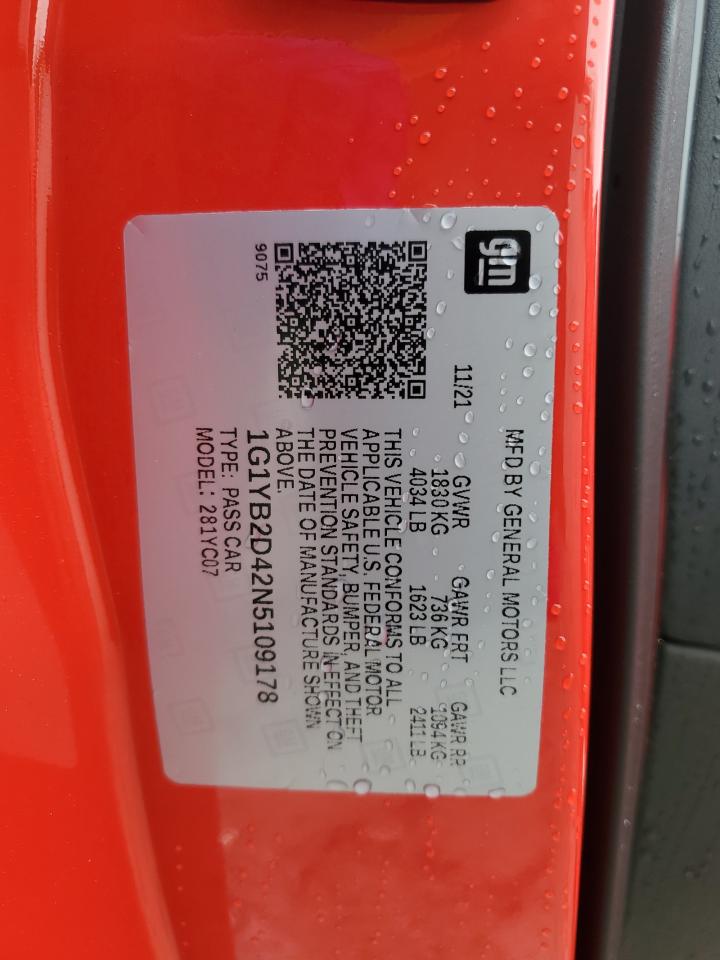 gm
MFD BY GENERAL MOTORS LLC
11/21
GVWR GAWR FRT GAWR RR
1830 KG 736 KG 1094 KG
4034 LB 1623 LB 2411 LB
THIS VEHICLE CONFORMS TO ALL
APPLICABLE U.S. FEDERAL MOTOR
VEHICLE SAFETY, BUMPER, AND THEFT
PREVENTION STANDARDS IN EFFECT ON
THE DATE OF MANUFACTURE SHOWN
ABOVE.
1G1YB2D42N5109178
TYPE: PASS CAR
MODEL: 281YC07
9075